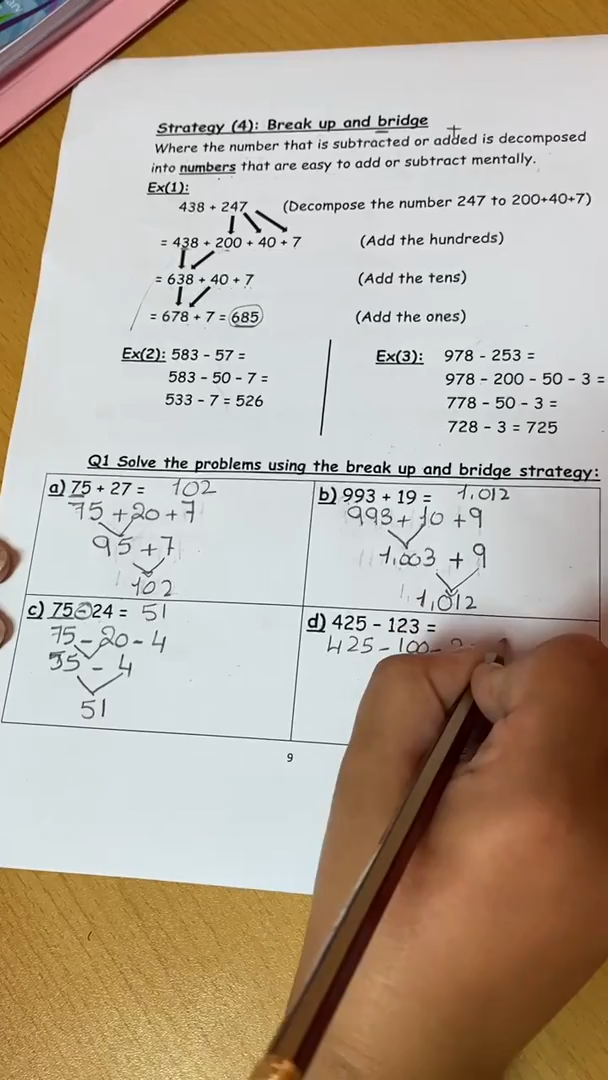 Strategy (4): Break up and bridge
+
Where the number that is subtracted or added is decomposed
into numbers that are easy to add or subtract mentally.
Ex(1):
438 + 247 (Decompose the number 247 to 200+40+7)
= 438 + 200 + 40 + 7 (Add the hundreds)
= 638 + 40 + 7 (Add the tens)
= 678 + 7 = 685 (Add the ones)
Ex(2): 583 - 57 =
583 - 50 - 7 =
533 - 7 = 526
Ex(3): 978 - 253 =
978 - 200 - 50 - 3 =
778 - 50 - 3 =
728 - 3 = 725
Q1 Solve the problems using the break up and bridge strategy:
a) 75 + 27 = 102
75 + 20 + 7
95 + 7
102
b) 993 + 19 = 1,012
993 + 10 + 9
1,003 + 9
1,012
c) 75 - 24 = 51
75 - 20 - 4
55 - 4
51
d) 425 - 123 =
425 - 100 -
9